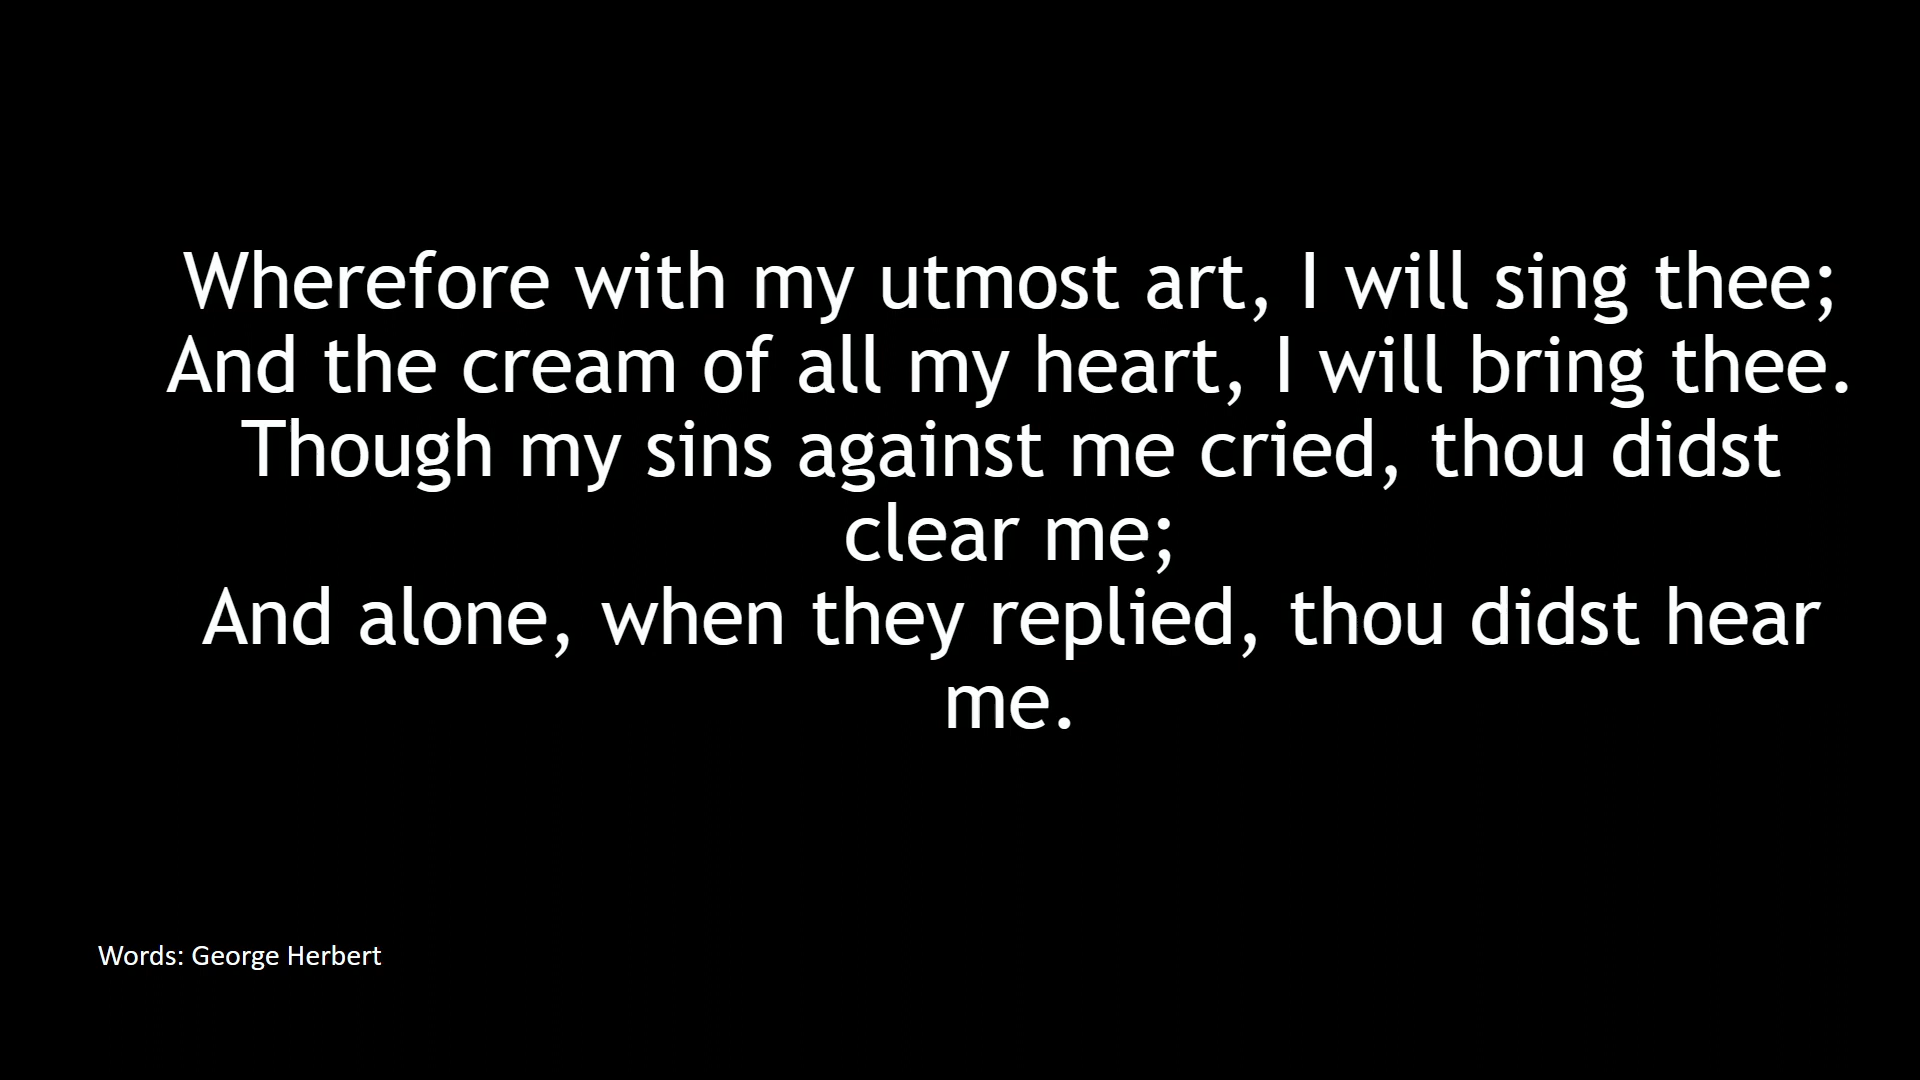 Wherefore with my utmost art, I will sing thee;
And the cream of all my heart, I will bring thee.
Though my sins against me cried, thou didst
clear me;
And alone, when they replied, thou didst hear
me.
Words: George Herbert